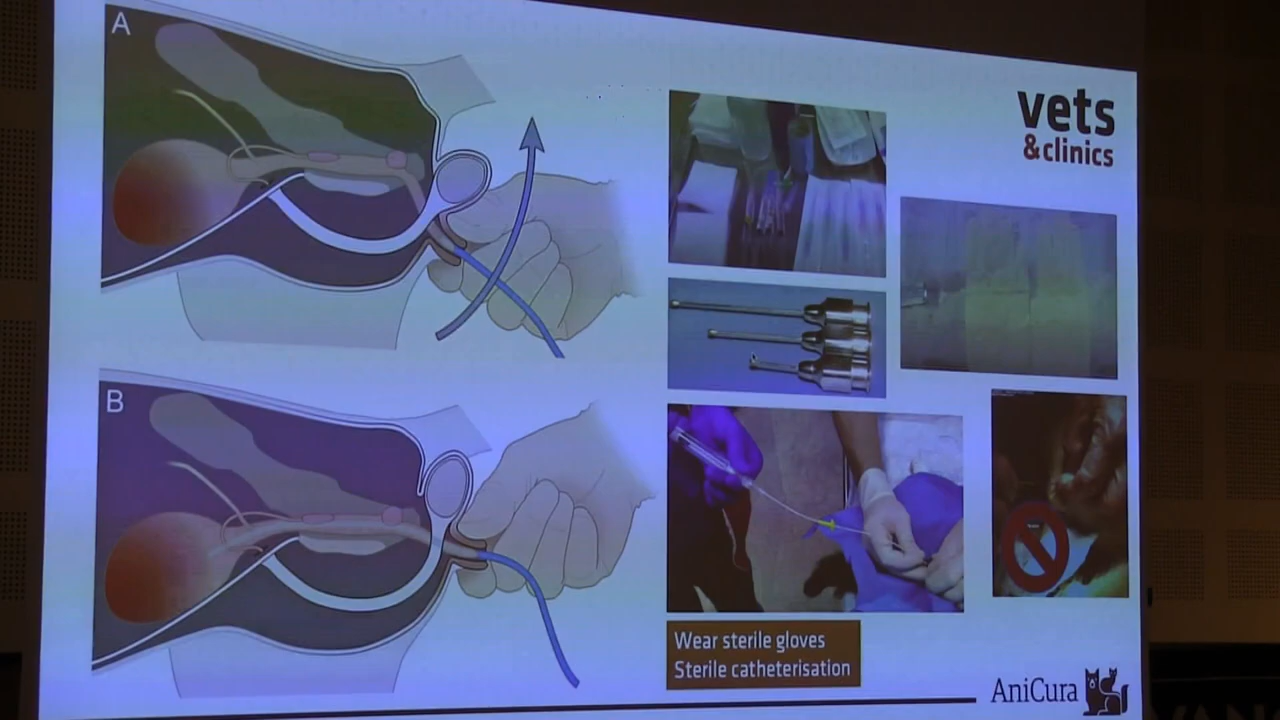 A
B
vets
&clinics
Wear sterile gloves
Sterile catheterisation
AniCura